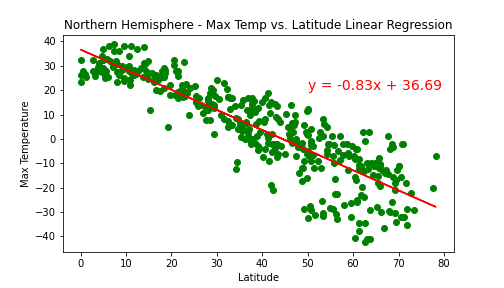 Northern Hemisphere - Max Temp vs. Latitude Linear Regression
40
30
20
10
0
−10
−20
−30
−40
Max Temperature
y = -0.83x + 36.69
0 10 20 30 40 50 60 70 80
Latitude